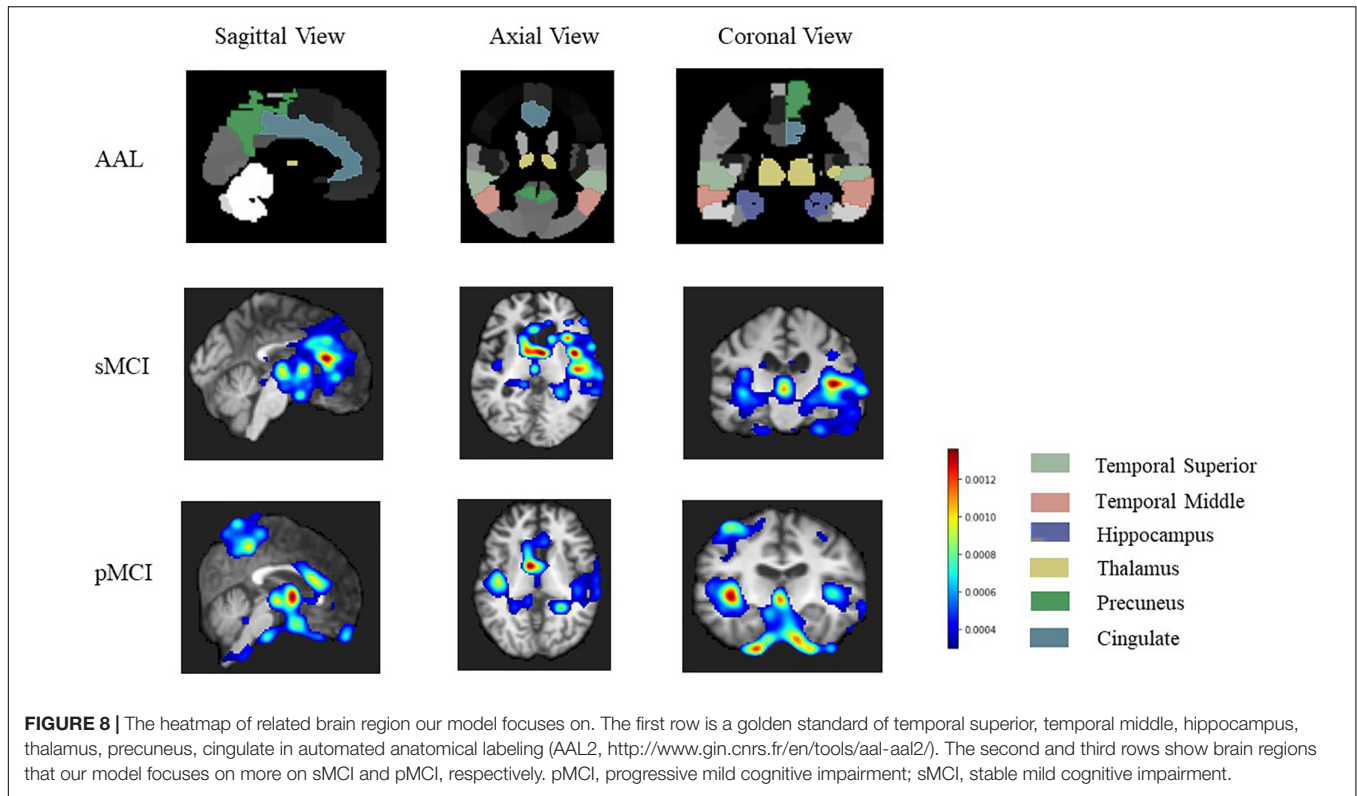 Sagittal View
Axial View
Coronal View
AAL
sMCI
pMCI
0.0012
0.0010
0.0008
0.0006
0.0004
Temporal Superior
Temporal Middle
Hippocampus
Thalamus
Precuneus
Cingulate
FIGURE 8 | The heatmap of related brain region our model focuses on. The first row is a golden standard of temporal superior, temporal middle, hippocampus,
thalamus, precuneus, cingulate in automated anatomical labeling (AAL2, http://www.gin.cnrs.fr/en/tools/aal-aal2/). The second and third rows show brain regions
that our model focuses on more on sMCI and pMCI, respectively. pMCI, progressive mild cognitive impairment; sMCI, stable mild cognitive impairment.